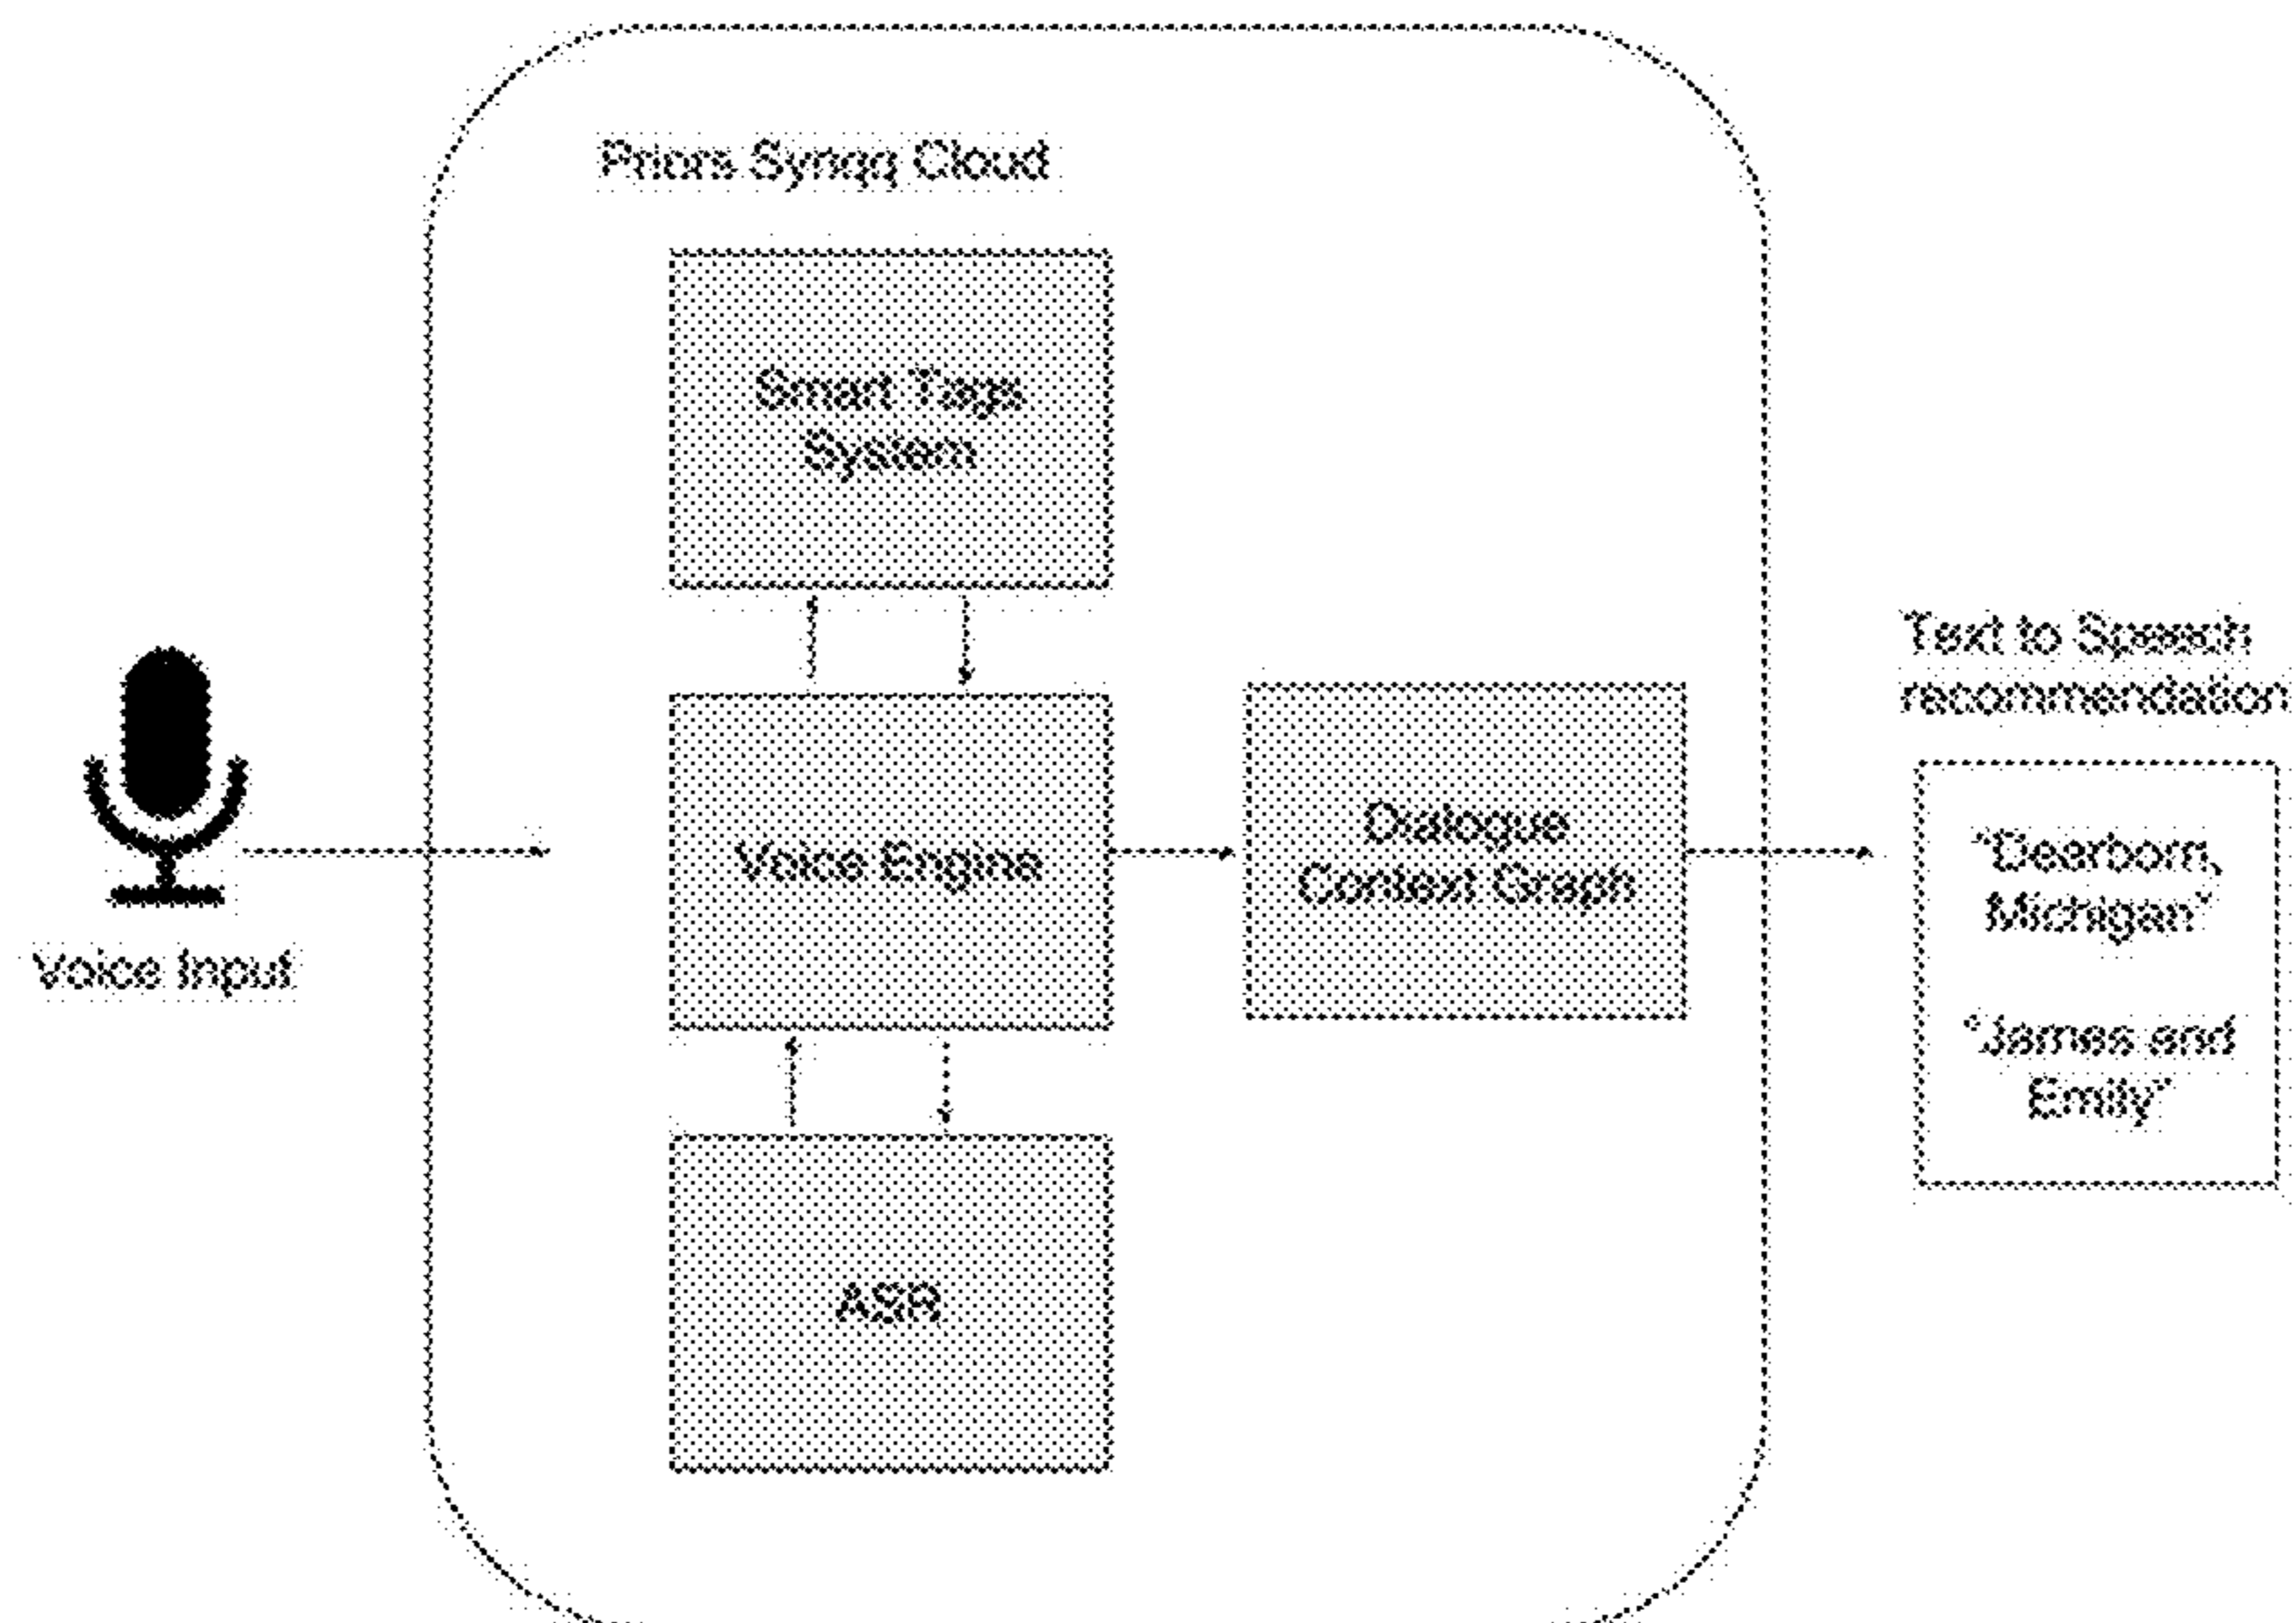 Priors Synqq Cloud
Smart Tags
System
Voice Input
Voice Engine
Dialogue
Context Graph
ASR
Text to Speech
recommendation
"Dearborn,
Michigan"
"James and
Emily"